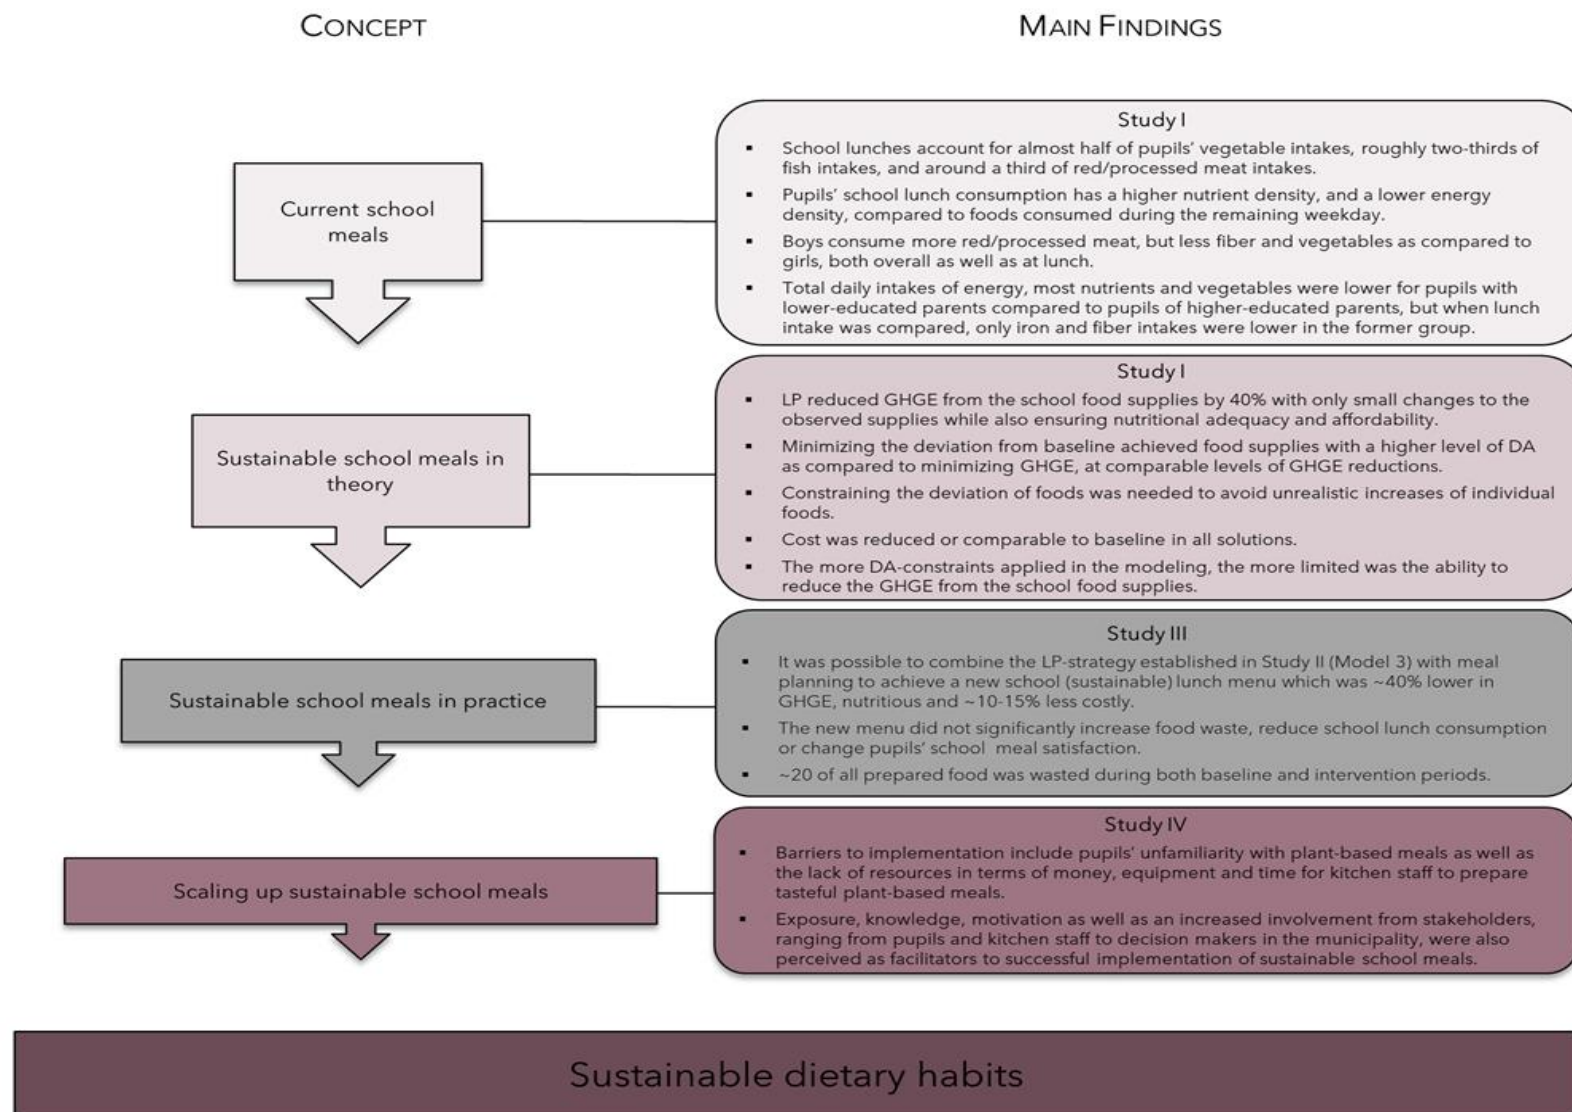 CONCEPT
MAIN FINDINGS
Current school
meals
Study I
▪ School lunches account for almost half of pupils' vegetable intakes, roughly two-thirds of
fish intakes, and around a third of red/processed meat intakes.
▪ Pupils' school lunch consumption has a higher nutrient density, and a lower energy
density, compared to foods consumed during the remaining weekday.
▪ Boys consume more red/processed meat, but less fiber and vegetables as compared to
girls, both overall as well as at lunch.
▪ Total daily intakes of energy, most nutrients and vegetables were lower for pupils with
lower-educated parents compared to pupils of higher-educated parents, but when lunch
intake was compared, only iron and fiber intakes were lower in the former group.
Sustainable school meals in
theory
Study I
▪ LP reduced GHGE from the school food supplies by 40% with only small changes to the
observed supplies while also ensuring nutritional adequacy and affordability.
▪ Minimizing the deviation from baseline achieved food supplies with a higher level of DA
as compared to minimizing GHGE, at comparable levels of GHGE reductions.
▪ Constraining the deviation of foods was needed to avoid unrealistic increases of individual
foods.
▪ Cost was reduced or comparable to baseline in all solutions.
▪ The more DA-constraints applied in the modeling, the more limited was the ability to
reduce the GHGE from the school food supplies.
Sustainable school meals in practice
Study III
▪ It was possible to combine the LP-strategy established in Study II (Model 3) with meal
planning to achieve a new school (sustainable) lunch menu which was ~40% lower in
GHGE, nutritious and ~10-15% less costly.
▪ The new menu did not significantly increase food waste, reduce school lunch consumption
or change pupils' school meal satisfaction.
▪ ~20 of all prepared food was wasted during both baseline and intervention periods.
Scaling up sustainable school meals
Study IV
▪ Barriers to implementation include pupils' unfamiliarity with plant-based meals as well as
the lack of resources in terms of money, equipment and time for kitchen staff to prepare
tasteful plant-based meals.
▪ Exposure, knowledge, motivation as well as an increased involvement from stakeholders,
ranging from pupils and kitchen staff to decision makers in the municipality, were also
perceived as facilitators to successful implementation of sustainable school meals.
Sustainable dietary habits